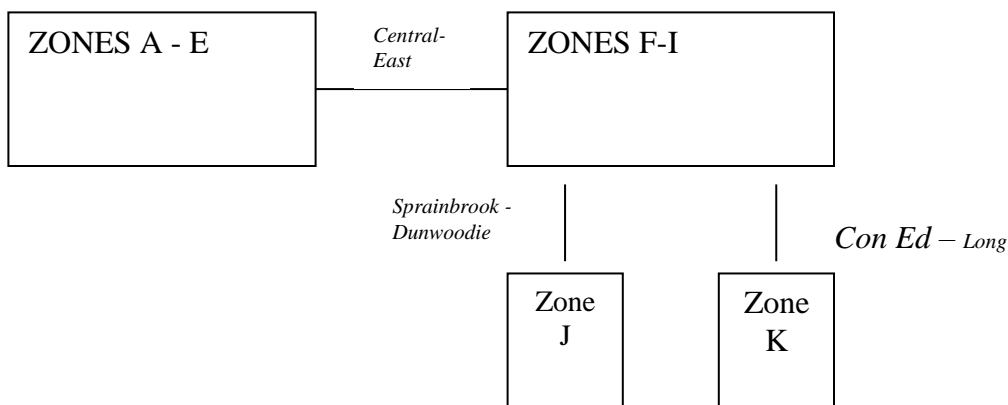 ZONES A - E
Central-
East
ZONES F-I
Sprainbrook -
Dunwoodie
Con Ed – Long
Zone
J
Zone
K